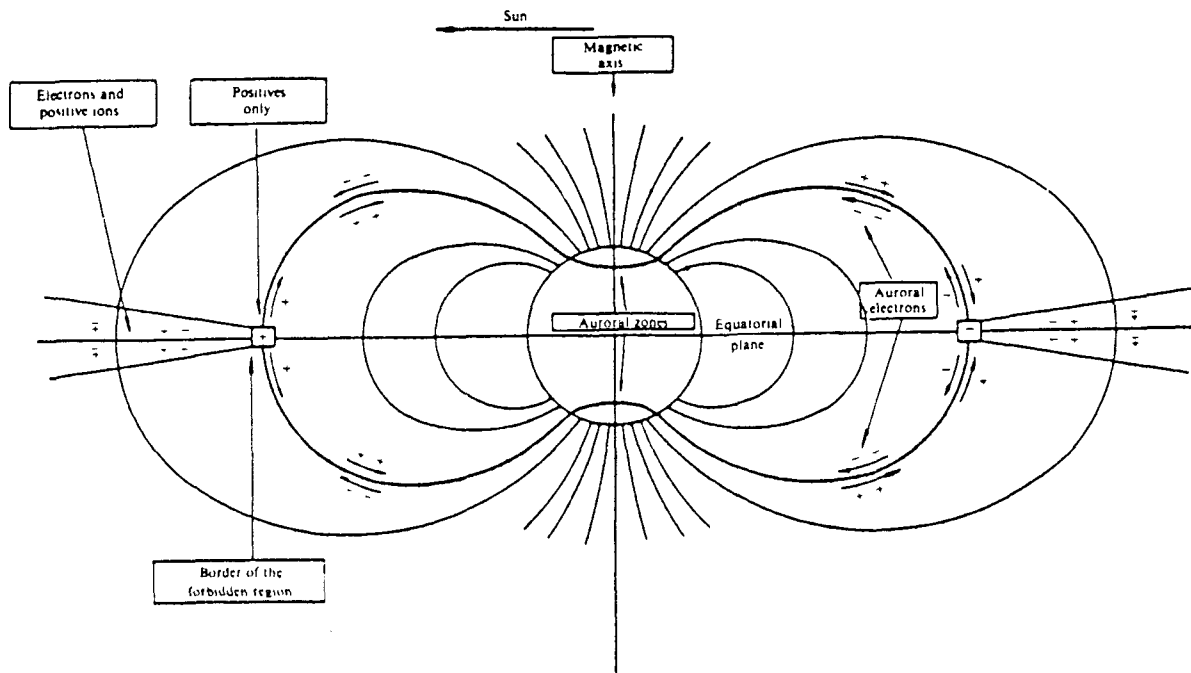 Sun
Magnetic
axis
Electrons and
positive ions
Positives
only
Auroral zones
Equatorial
plane
Auroral
electrons
Border of the
forbidden region